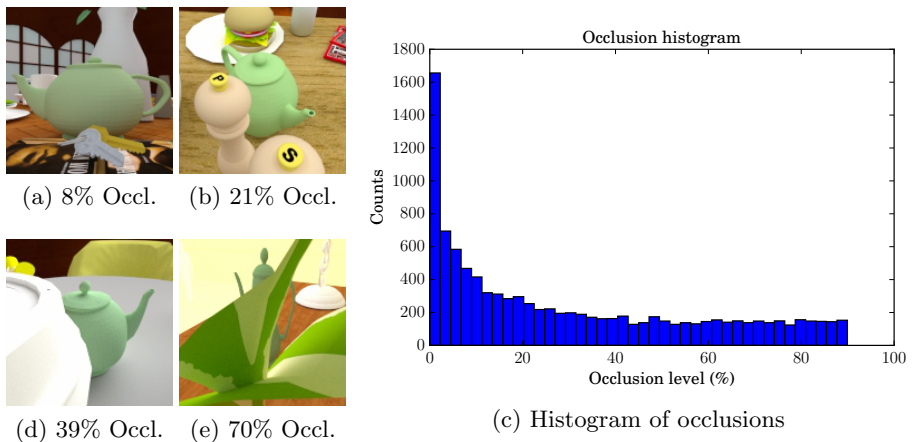 (a) 8% Occl.
(b) 21% Occl.
(d) 39% Occl.
(e) 70% Occl.
P
S
OM
Occlusion histogram
1800
1600
1400
1200
1000
800
600
400
200
0
Counts
0 20 40 60 80 100
Occlusion level (%)
(c) Histogram of occlusions